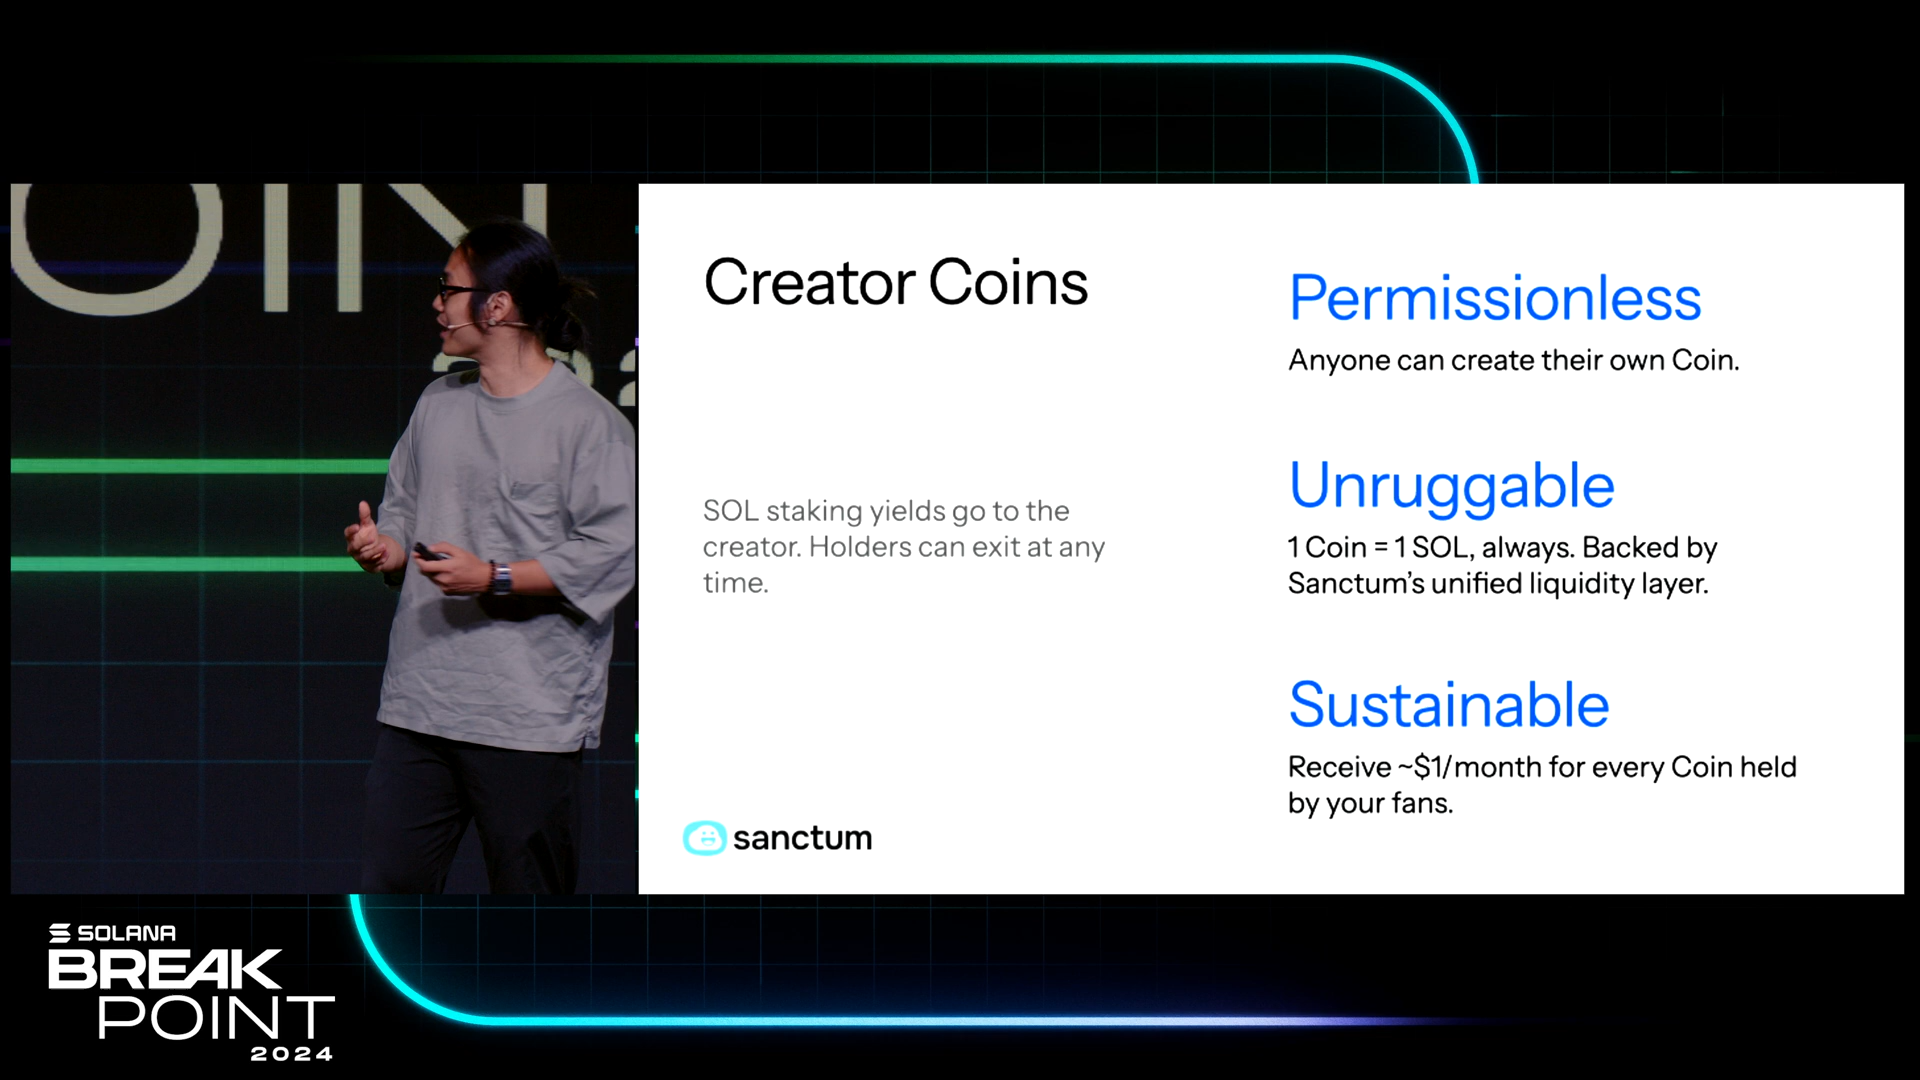 OIN
Creator Coins
SOL staking yields go to the
creator. Holders can exit at any
time.
sanctum
Permissionless
Anyone can create their own Coin.
Unruggable
1 Coin = 1 SOL, always. Backed by
Sanctum's unified liquidity layer.
Sustainable
Receive ~$1/month for every Coin held
by your fans.
SOLANA
BREAK
POINT
2024